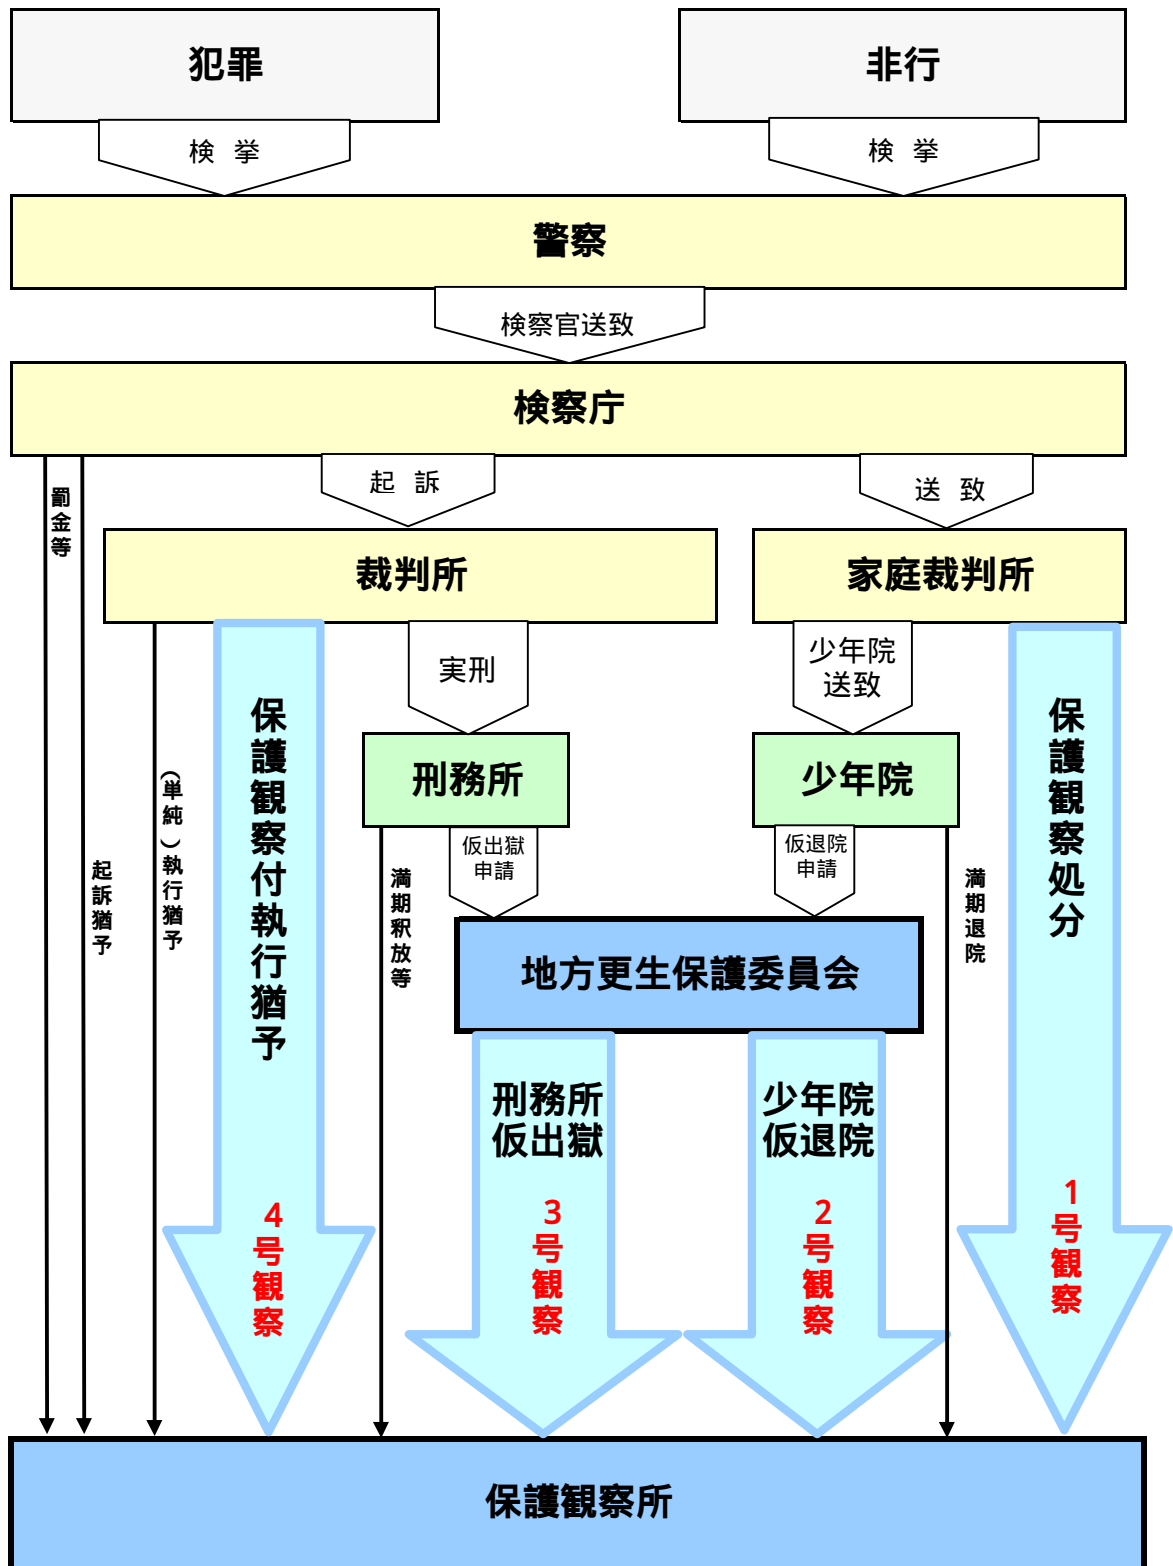 犯罪
非行
検 挙
検 挙
警察
検察官送致
検察庁
起 訴
送 致
罰金等
裁判所
家庭裁判所
実刑
少年院
送致
保護観察付執行猶予
保護観察処分
刑務所
少年院
(単純)執行猶予
仮出獄
申請
仮退院
申請
起訴猶予
満期釈放等
満期退院
地方更生保護委員会
刑務所
仮出獄
少年院
仮退院
4号観察
3号観察
2号観察
1号観察
保護観察所